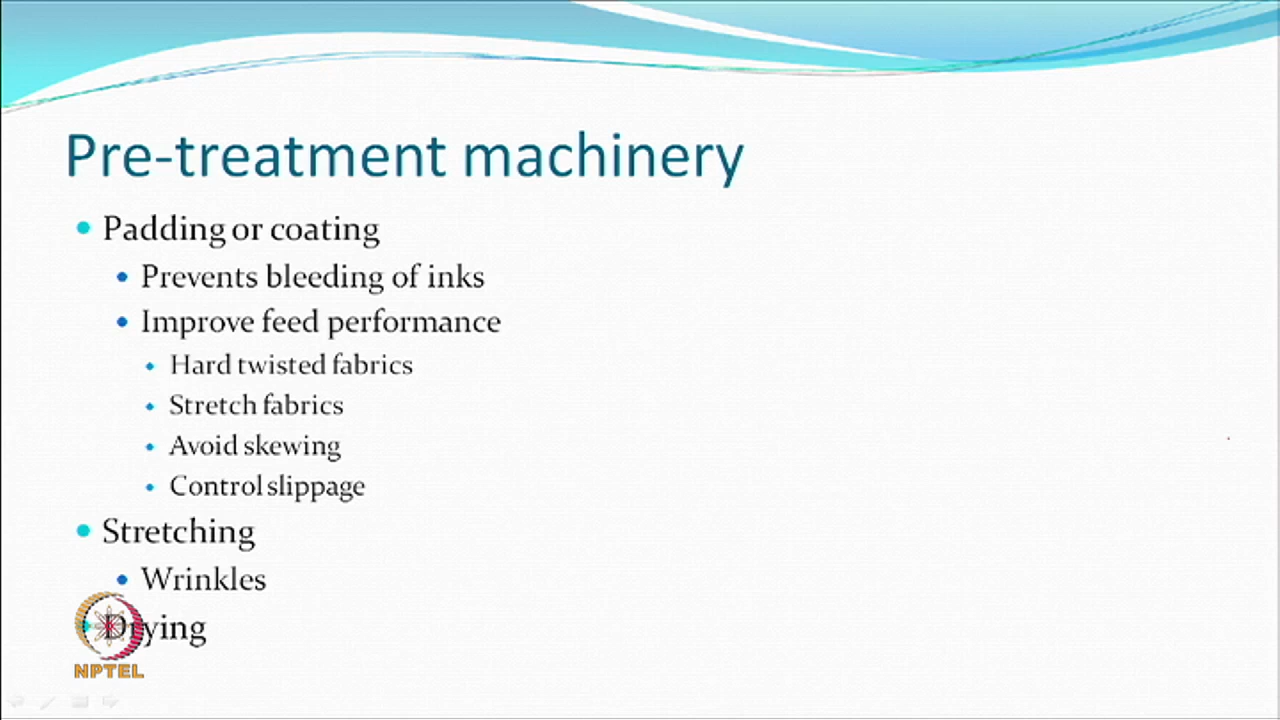 Pre-treatment machinery
Padding or coating
Prevents bleeding of inks
Improve feed performance
Hard twisted fabrics
Stretch fabrics
Avoid skewing
Control slippage
Stretching
Wrinkles
Drying
NPTEL